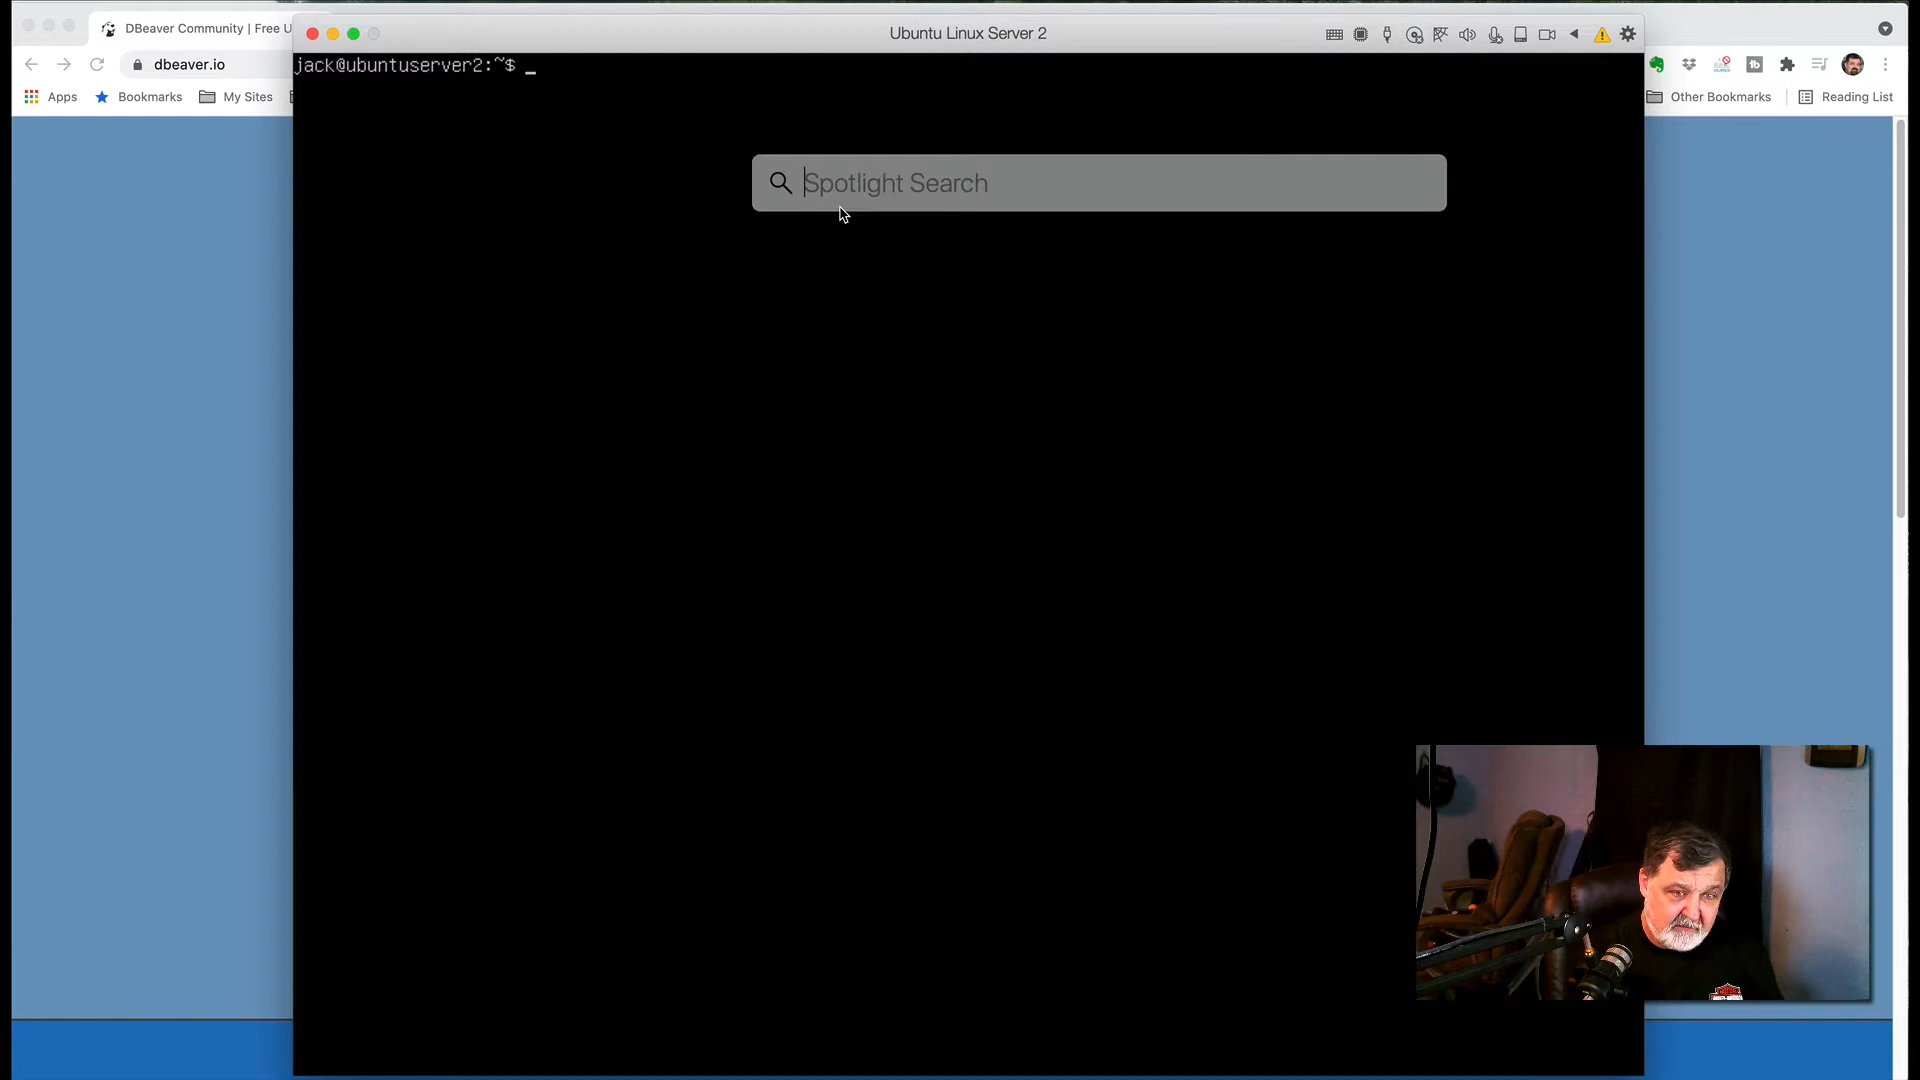 DBeaver Community | Free U
Ubuntu Linux Server 2
dbeaver.io
jack@ubuntuserver2:~$ _
Apps
Bookmarks
My Sites
Other Bookmarks
Reading List
Spotlight Search